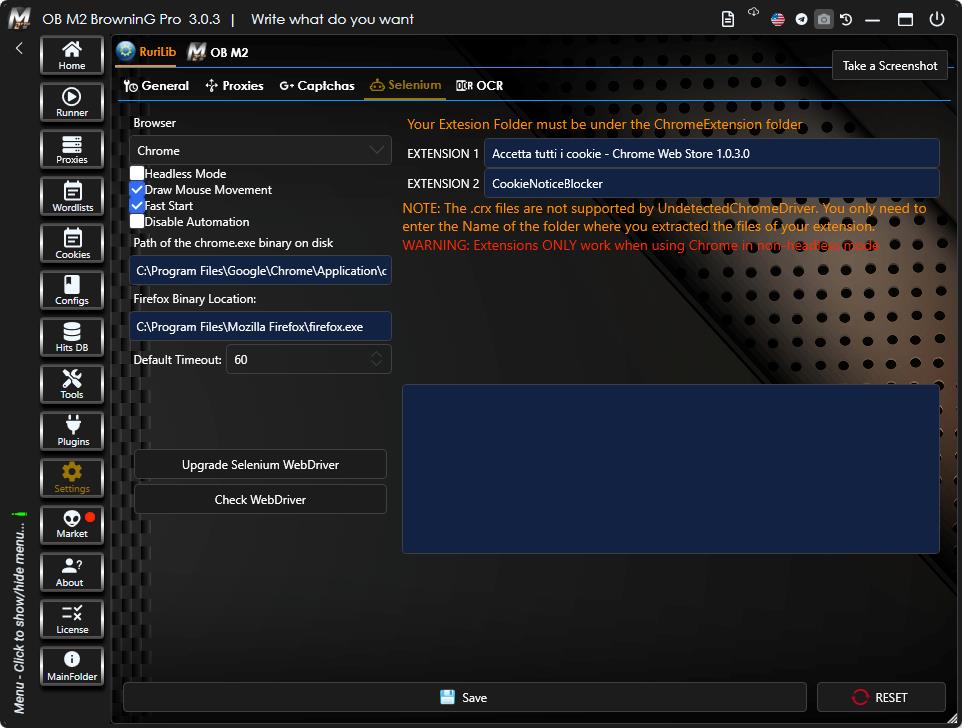 OB M2 BrowninG Pro 3.0.3 | Write what do you want
Take a Screenshot
Home
Runner
Proxies
Wordlists
Cookies
Configs
Hits DB
Tools
Plugins
Settings
Market
About
License
MainFolder
Menu - Click to show/hide menu...
RuriLib OB M2
General Proxies Captchas Selenium OCR
Browser
Chrome
Headless Mode
Draw Mouse Movement
Fast Start
Disable Automation
Path of the chrome.exe binary on disk
C:\Program Files\Google\Chrome\Application\c
Firefox Binary Location:
C:\Program Files\Mozilla Firefox\firefox.exe
Default Timeout: 60
Upgrade Selenium WebDriver
Check WebDriver
Your Extesion Folder must be under the ChromeExtension folder
EXTENSION 1 Accetta tutti i cookie - Chrome Web Store 1.0.3.0
EXTENSION 2 CookieNoticeBlocker
NOTE: The .crx files are not supported by UndetectedChromeDriver. You only need to
enter the Name of the folder where you extracted the files of your extension.
WARNING: Extensions ONLY work when using Chrome in non-headless mode
Save
RESET